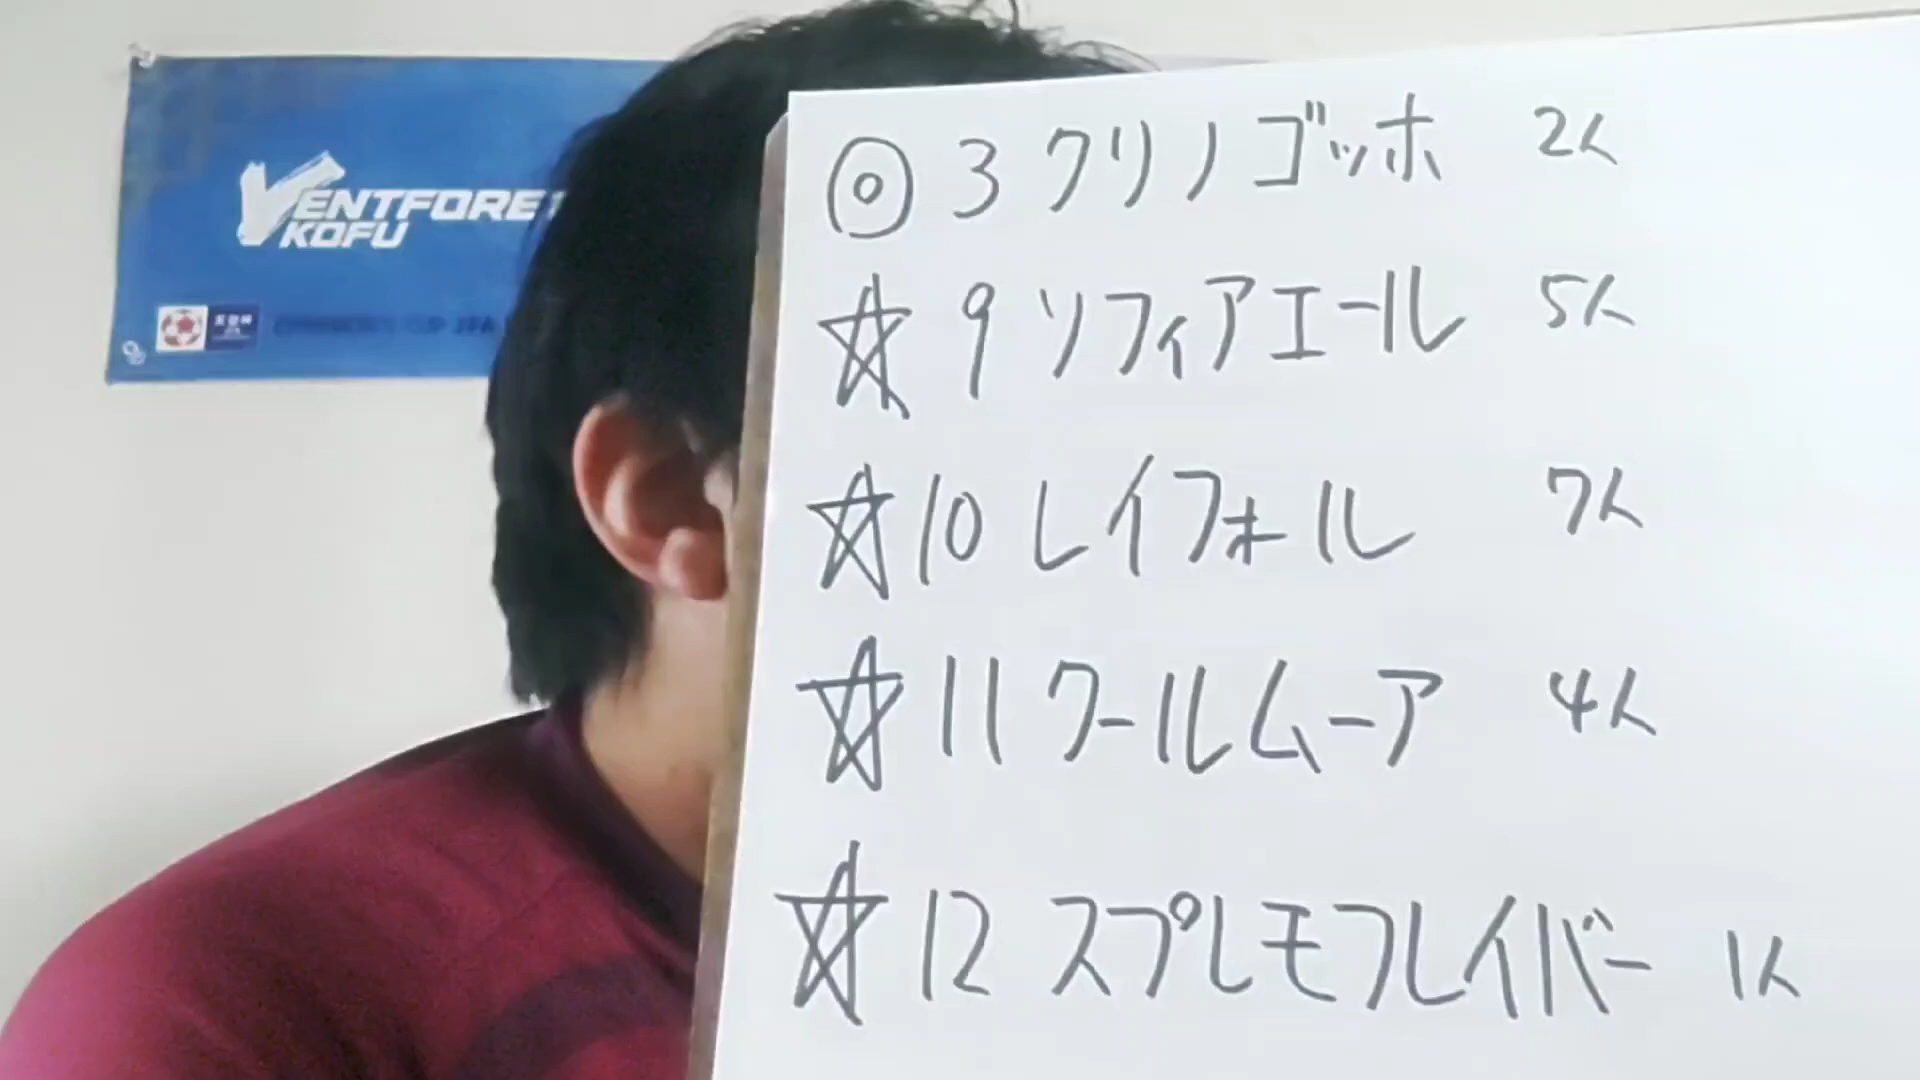 VENTFORET
KOFU
◎ 3 クリノゴッホ 2人
☆ 9 ソフィアエール 5人
☆ 10 レイフォール 7人
☆ 11 クールムーア 4人
☆ 12 スプレモフレイバー 1人